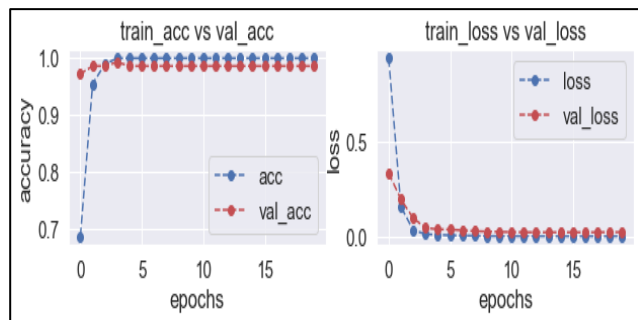 train_acc vs val_acc
1.0
0.9
0.8
0.7
accuracy
acc
val_acc
0 5 10 15
epochs
train_loss vs val_loss
0.5
0.0
loss
loss
val_loss
0 5 10 15
epochs